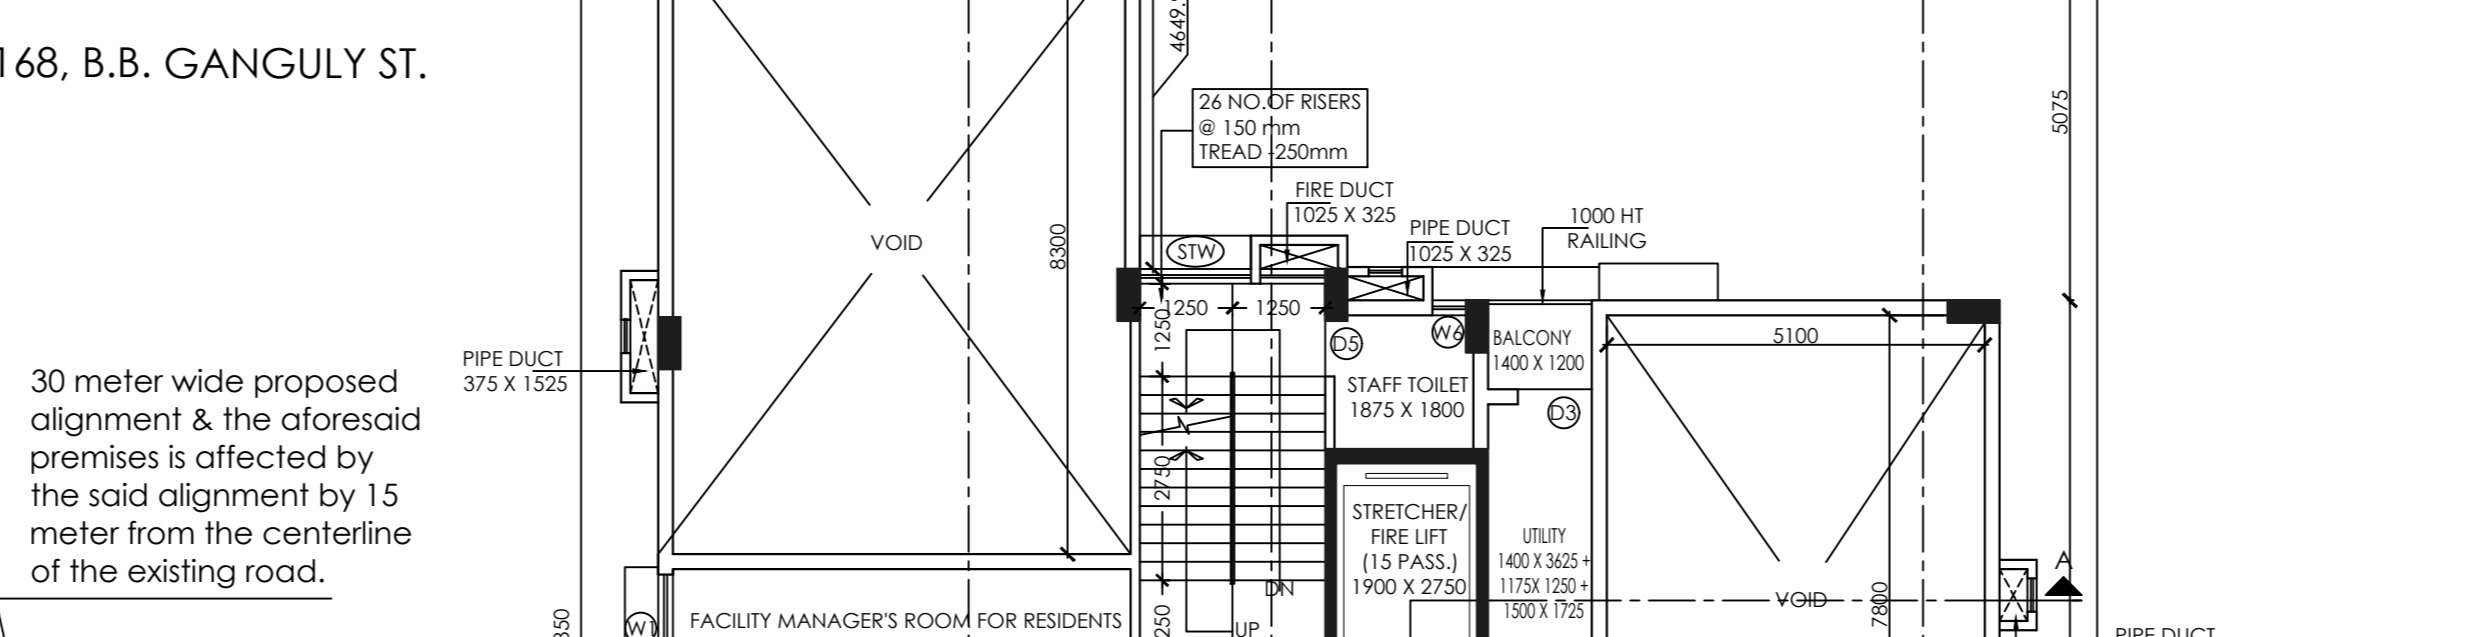 168, B.B. GANGULY ST.
30 meter wide proposed
alignment & the aforesaid
premises is affected by
the said alignment by 15
meter from the centerline
of the existing road.
PIPE DUCT
375 X 1525
VOID
8300
26 NO.OF RISERS
@ 150 mm
TREAD -250mm
FIRE DUCT
1025 X 325
PIPE DUCT
1025 X 325
1000 HT
RAILING
5075
STW
1250
1250
1250
2750
D5
W6
BALCONY
1400 X 1200
STAFF TOILET
1875 X 1800
D3
5100
STRETCHER/
FIRE LIFT
(15 PASS.)
1900 X 2750
UTILITY
1400 X 3625 +
1175X 1250 +
1500 X 1725
VOID
7800
A
DN
UP
W1
FACILITY MANAGER'S ROOM FOR RESIDENTS
PIPE DUCT